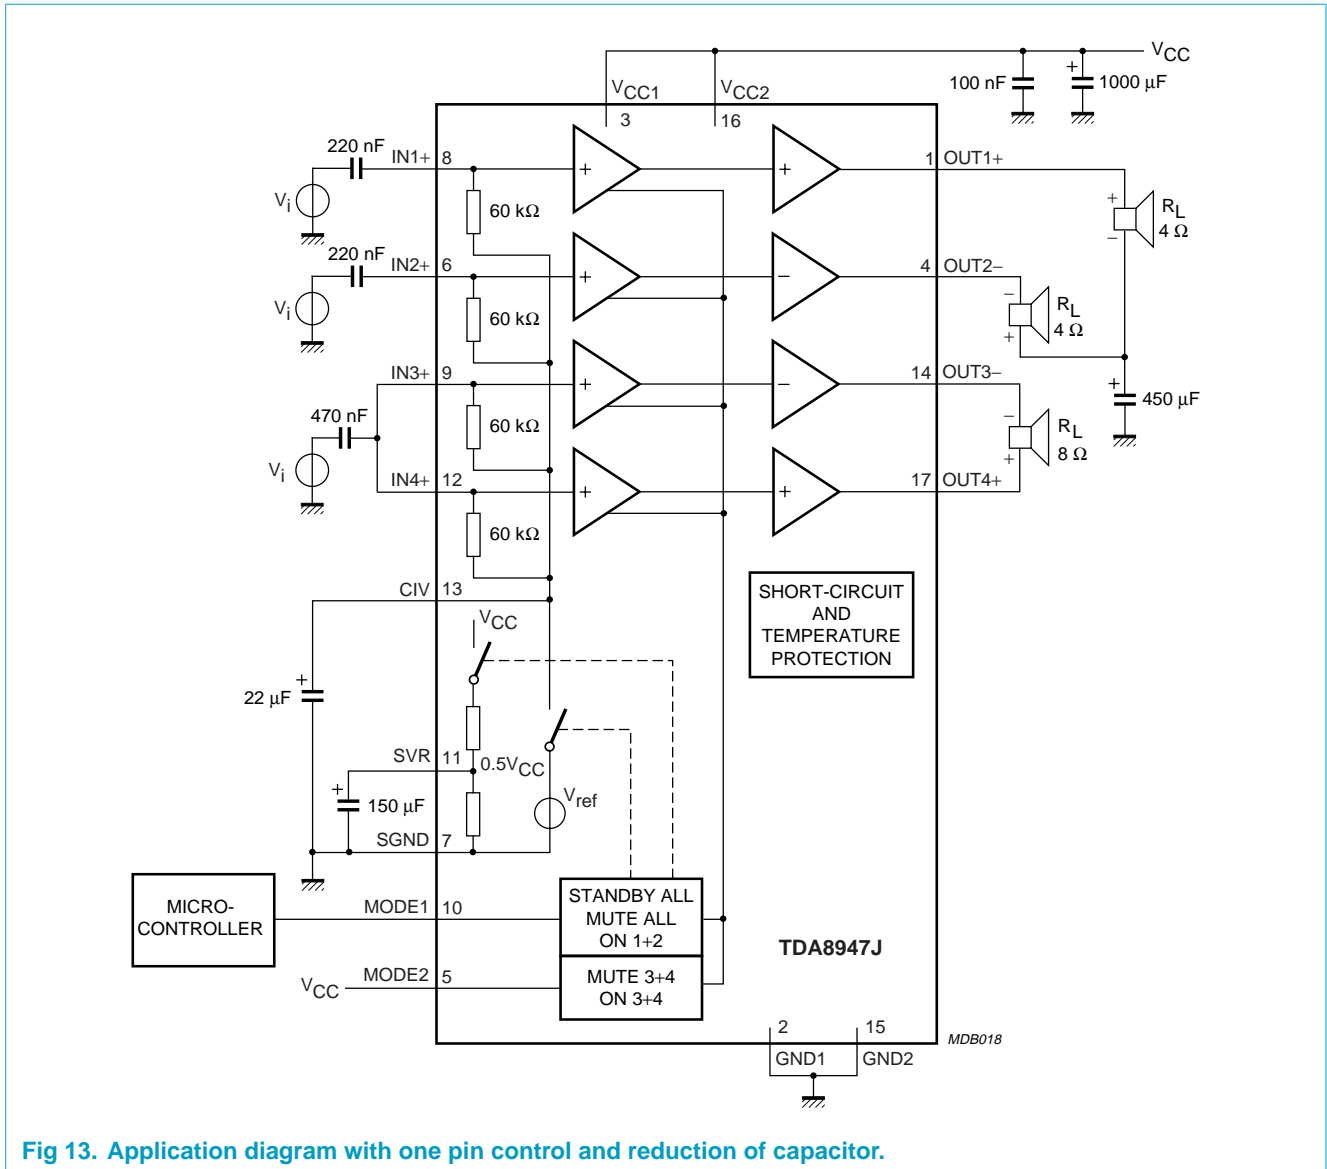 VCC
100 nF
1000 μF
+
VCC1
VCC2
3
16
220 nF
IN1+
8
+
+
1
OUT1+
Vi
60 kΩ
+
−
RL
4 Ω
220 nF
IN2+
6
+
−
4
OUT2−
Vi
60 kΩ
−
+
RL
4 Ω
IN3+
9
+
−
14
OUT3−
+
450 μF
470 nF
60 kΩ
−
+
RL
8 Ω
Vi
IN4+
12
+
+
17
OUT4+
60 kΩ
CIV
13
SHORT-CIRCUIT
AND
TEMPERATURE
PROTECTION
VCC
+
22 μF
SVR
11
0.5VCC
+
150 μF
Vref
SGND
7
MICRO-
CONTROLLER
MODE1
10
STANDBY ALL
MUTE ALL
ON 1+2
TDA8947J
VCC
MODE2
5
MUTE 3+4
ON 3+4
2
15
GND1
GND2
MDB018
Fig 13. Application diagram with one pin control and reduction of capacitor.